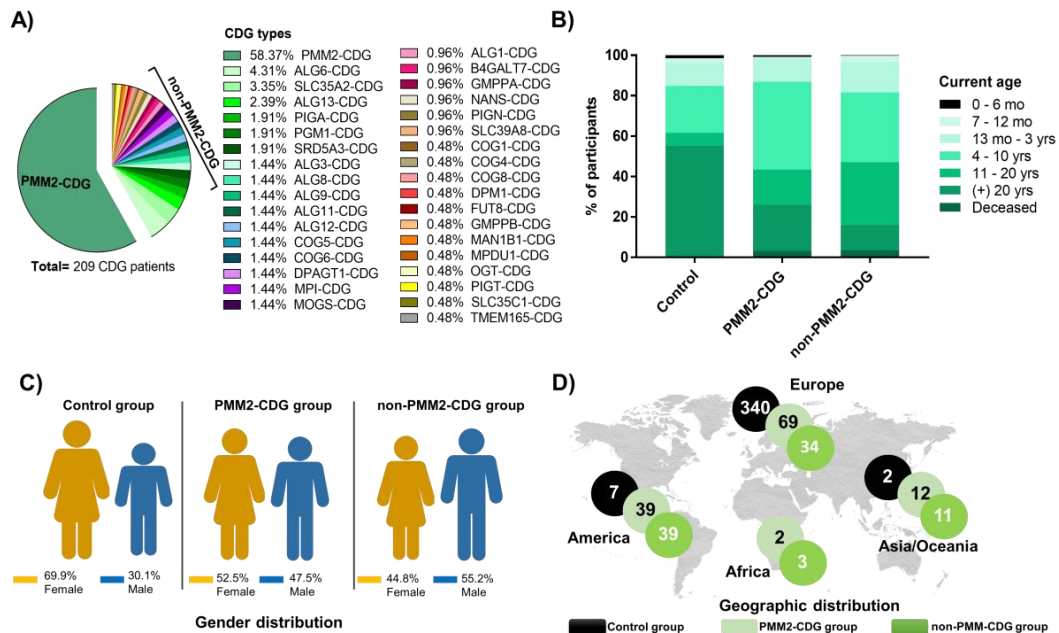 A)
CDG types
58.37% PMM2-CDG
4.31% ALG6-CDG
3.35% SLC35A2-CDG
2.39% ALG13-CDG
1.91% PIGA-CDG
1.91% PGM1-CDG
1.91% SRD5A3-CDG
1.44% ALG3-CDG
1.44% ALG8-CDG
1.44% ALG9-CDG
1.44% ALG11-CDG
1.44% ALG12-CDG
1.44% COG5-CDG
1.44% COG6-CDG
1.44% DPAGT1-CDG
1.44% MPI-CDG
1.44% MOGS-CDG
0.96% ALG1-CDG
0.96% B4GALT7-CDG
0.96% GMPPA-CDG
0.96% NANS-CDG
0.96% PIGN-CDG
0.96% SLC39A8-CDG
0.48% COG1-CDG
0.48% COG4-CDG
0.48% COG8-CDG
0.48% DPM1-CDG
0.48% FUT8-CDG
0.48% GMPPB-CDG
0.48% MAN1B1-CDG
0.48% MPDU1-CDG
0.48% OGT-CDG
0.48% PIGT-CDG
0.48% SLC35C1-CDG
0.48% TMEM165-CDG
non-PMM2-CDG
PMM2-CDG
Total= 209 CDG patients
B)
% of participants
100
80
60
40
20
0
Control
PMM2-CDG
non-PMM2-CDG
Current age
0 - 6 mo
7 - 12 mo
13 mo - 3 yrs
4 - 10 yrs
11 - 20 yrs
(+) 20 yrs
Deceased
C)
Control group
PMM2-CDG group
non-PMM2-CDG group
69.9% Female
30.1% Male
52.5% Female
47.5% Male
44.8% Female
55.2% Male
Gender distribution
D)
Europe
340
69
34
7
39
39
America
2
3
Africa
2
12
11
Asia/Oceania
Geographic distribution
Control group
PMM2-CDG group
non-PMM-CDG group